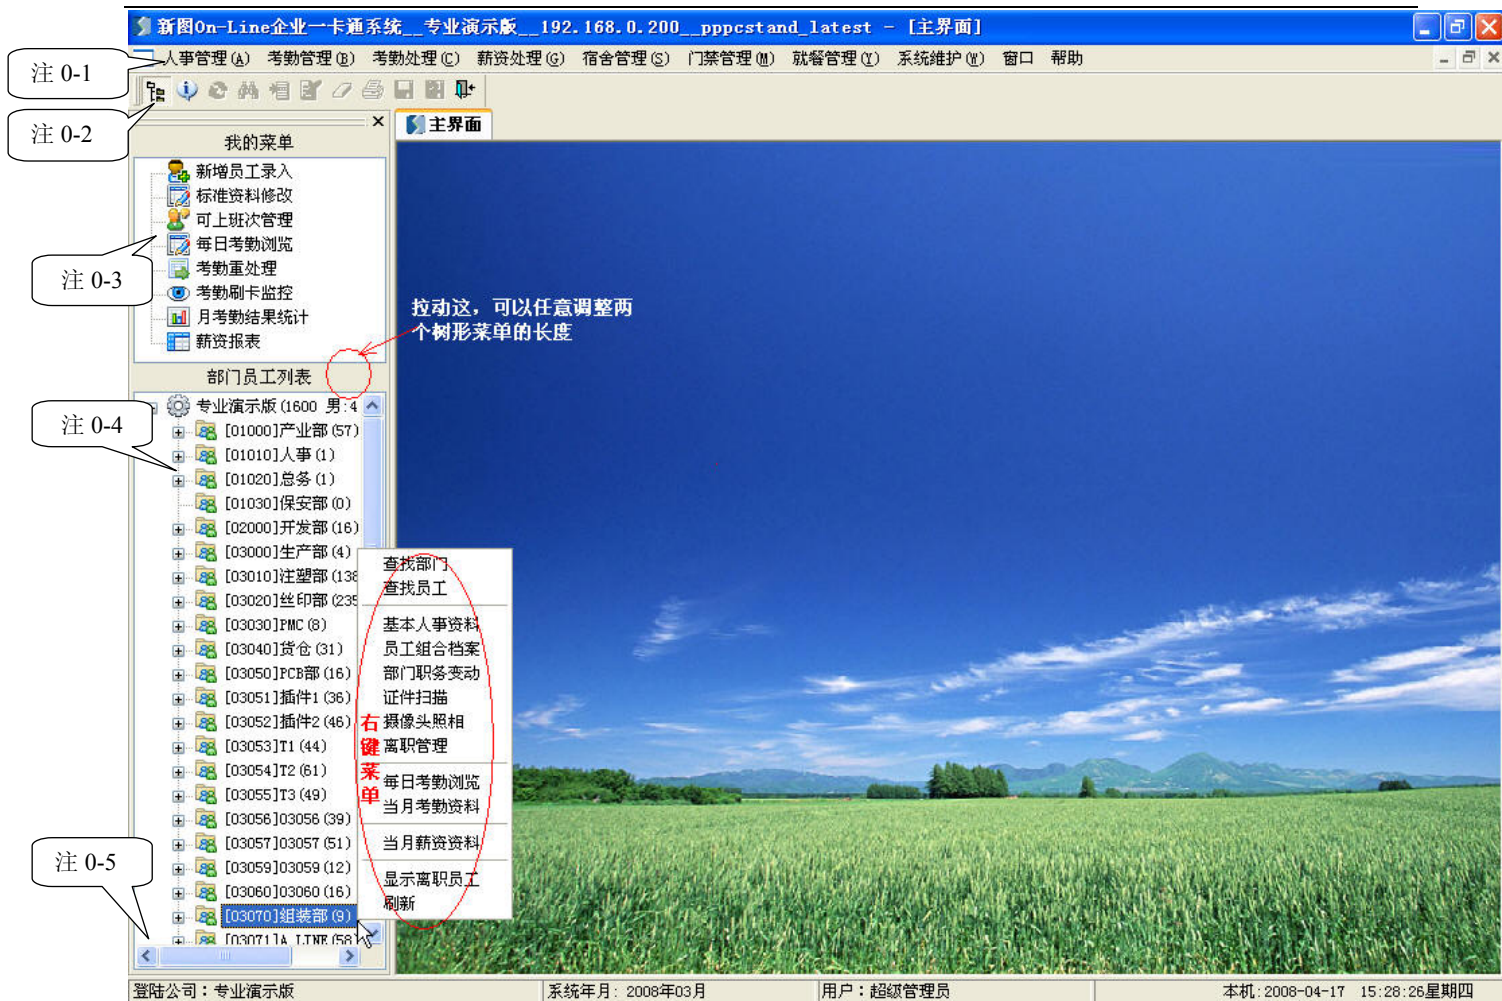 新图On-Line企业一卡通系统__专业演示版__192.168.0.200__pppcstand_latest - [主界面]
人事管理(A) 考勤管理(B) 考勤处理(C) 薪资处理(G) 宿舍管理(S) 门禁管理(M) 就餐管理(Y) 系统维护(W) 窗口 帮助
注 0-1
注 0-2
主界面
我的菜单
新增员工录入
标准资料修改
可上班次管理
每日考勤浏览
注 0-3
考勤重处理
考勤刷卡监控
月考勤结果统计
薪资报表
拉动这，可以任意调整两
个树形菜单的长度
部门员工列表
专业演示版(1600 男:4
注 0-4
[01000]产业部(57)
[01010]人事(1)
[01020]总务(1)
[01030]保安部(0)
[02000]开发部(16)
[03000]生产部(4)
[03010]注塑部(138
[03020]丝印部(235
[03030]PMC(8)
[03040]货仓(31)
[03050]PCB部(16)
[03051]插件1(36)
[03052]插件2(46)
[03053]T1(44)
[03054]T2(61)
[03055]T3(49)
[03056]03056(39)
[03057]03057(51)
[03059]03059(12)
[03060]03060(16)
[03070]组装部(9)
[03071]A LINE(58)
注 0-5
查找部门
查找员工
基本人事资料
员工组合档案
部门职务变动
证件扫描
摄像头照相
离职管理
每日考勤浏览
当月考勤资料
当月薪资资料
显示离职员工
刷新
右
键
菜
单
登陆公司：专业演示版 系统年月：2008年03月 用户：超级管理员 本机:2008-04-17 15:28:26星期四